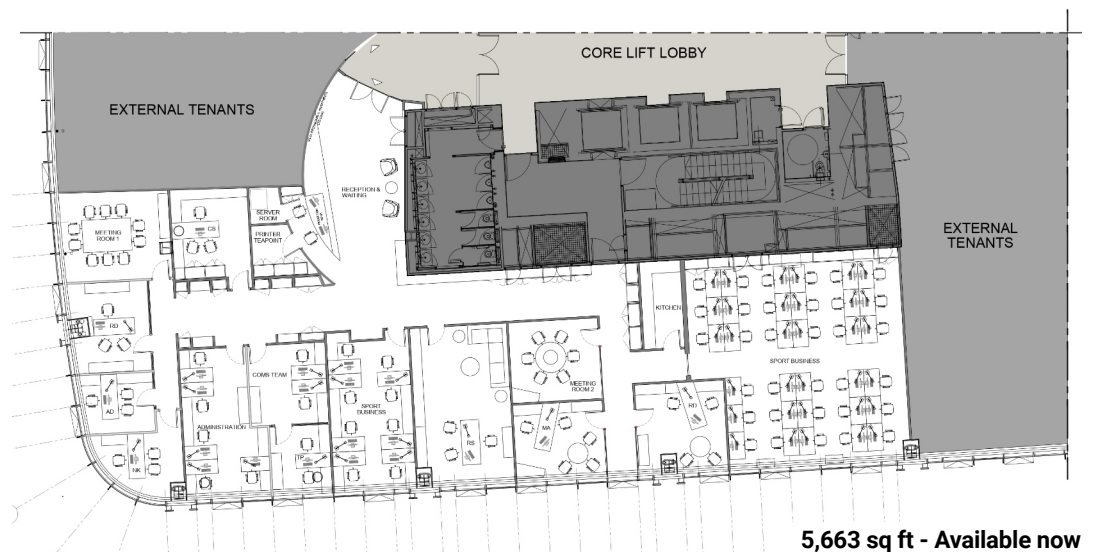 CORE LIFT LOBBY
EXTERNAL TENANTS
RECEPTION &
WAITING
SERVER
ROOM
MEETING
ROOM 1
CS
PRINTER
TEAPOINT
EXTERNAL
TENANTS
KITCHEN
RD
SPORT BUSINESS
COMS TEAM
MEETING
ROOM 2
AD
SPORT
BUSINESS
RD
ADMINISTRATION
MA
RS
NK
TP
5,663 sq ft - Available now